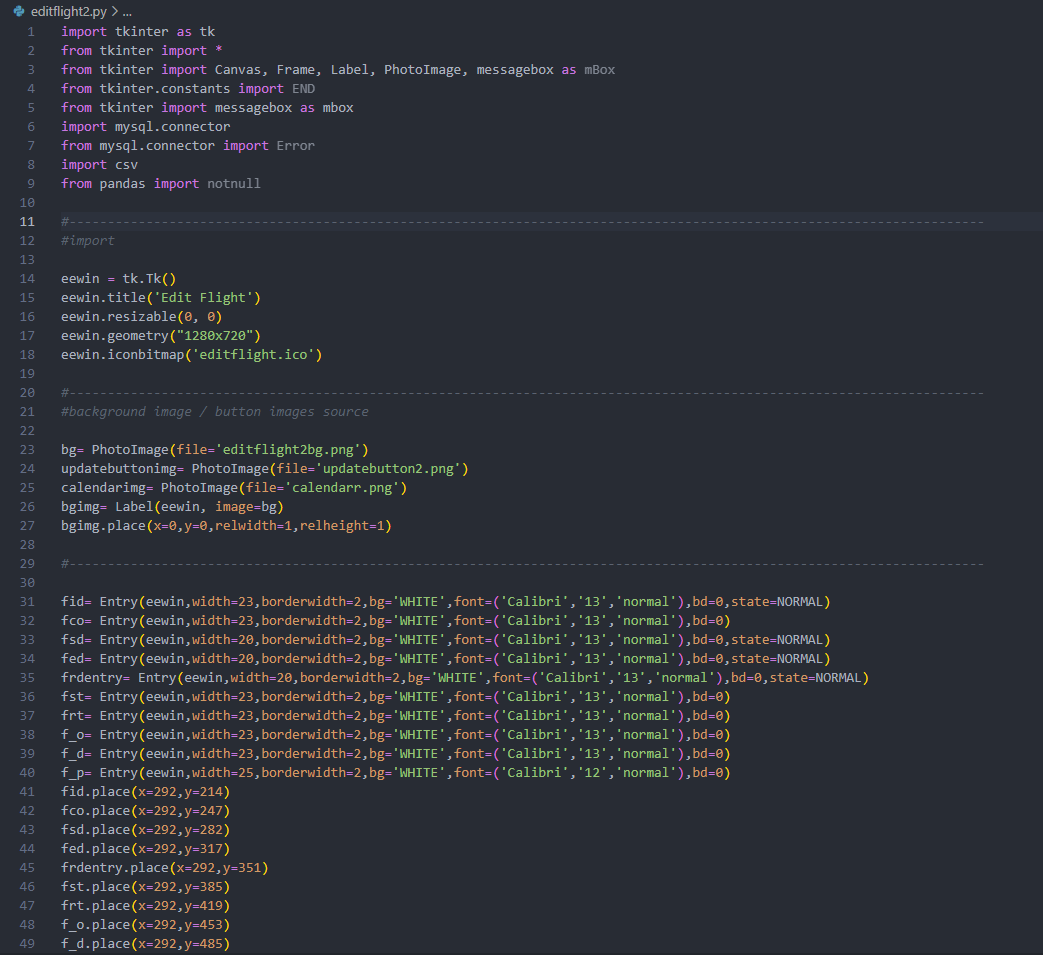 editflight2.py > ...
1 import tkinter as tk
2 from tkinter import *
3 from tkinter import Canvas, Frame, Label, PhotoImage, messagebox as mBox
4 from tkinter.constants import END
5 from tkinter import messagebox as mbox
6 import mysql.connector
7 from mysql.connector import Error
8 import csv
9 from pandas import notnull
10
11 #-----------------------------------------------------------------------------------------------------------------------
12 #import
13
14 eewin = tk.Tk()
15 eewin.title('Edit Flight')
16 eewin.resizable(0, 0)
17 eewin.geometry("1280x720")
18 eewin.iconbitmap('editflight.ico')
19
20 #-----------------------------------------------------------------------------------------------------------------------
21 #background image / button images source
22
23 bg= PhotoImage(file='editflight2bg.png')
24 updatebuttonimg= PhotoImage(file='updatebutton2.png')
25 calendarimg= PhotoImage(file='calendarr.png')
26 bgimg= Label(eewin, image=bg)
27 bgimg.place(x=0,y=0,relwidth=1,relheight=1)
28
29 #-----------------------------------------------------------------------------------------------------------------------
30
31 fid= Entry(eewin,width=23,borderwidth=2,bg='WHITE',font=('Calibri','13','normal'),bd=0,state=NORMAL)
32 fco= Entry(eewin,width=23,borderwidth=2,bg='WHITE',font=('Calibri','13','normal'),bd=0)
33 fsd= Entry(eewin,width=20,borderwidth=2,bg='WHITE',font=('Calibri','13','normal'),bd=0,state=NORMAL)
34 fed= Entry(eewin,width=20,borderwidth=2,bg='WHITE',font=('Calibri','13','normal'),bd=0,state=NORMAL)
35 frdentry= Entry(eewin,width=20,borderwidth=2,bg='WHITE',font=('Calibri','13','normal'),bd=0,state=NORMAL)
36 fst= Entry(eewin,width=23,borderwidth=2,bg='WHITE',font=('Calibri','13','normal'),bd=0)
37 frt= Entry(eewin,width=23,borderwidth=2,bg='WHITE',font=('Calibri','13','normal'),bd=0)
38 f_o= Entry(eewin,width=23,borderwidth=2,bg='WHITE',font=('Calibri','13','normal'),bd=0)
39 f_d= Entry(eewin,width=23,borderwidth=2,bg='WHITE',font=('Calibri','13','normal'),bd=0)
40 f_p= Entry(eewin,width=25,borderwidth=2,bg='WHITE',font=('Calibri','12','normal'),bd=0)
41 fid.place(x=292,y=214)
42 fco.place(x=292,y=247)
43 fsd.place(x=292,y=282)
44 fed.place(x=292,y=317)
45 frdentry.place(x=292,y=351)
46 fst.place(x=292,y=385)
47 frt.place(x=292,y=419)
48 f_o.place(x=292,y=453)
49 f_d.place(x=292,y=485)